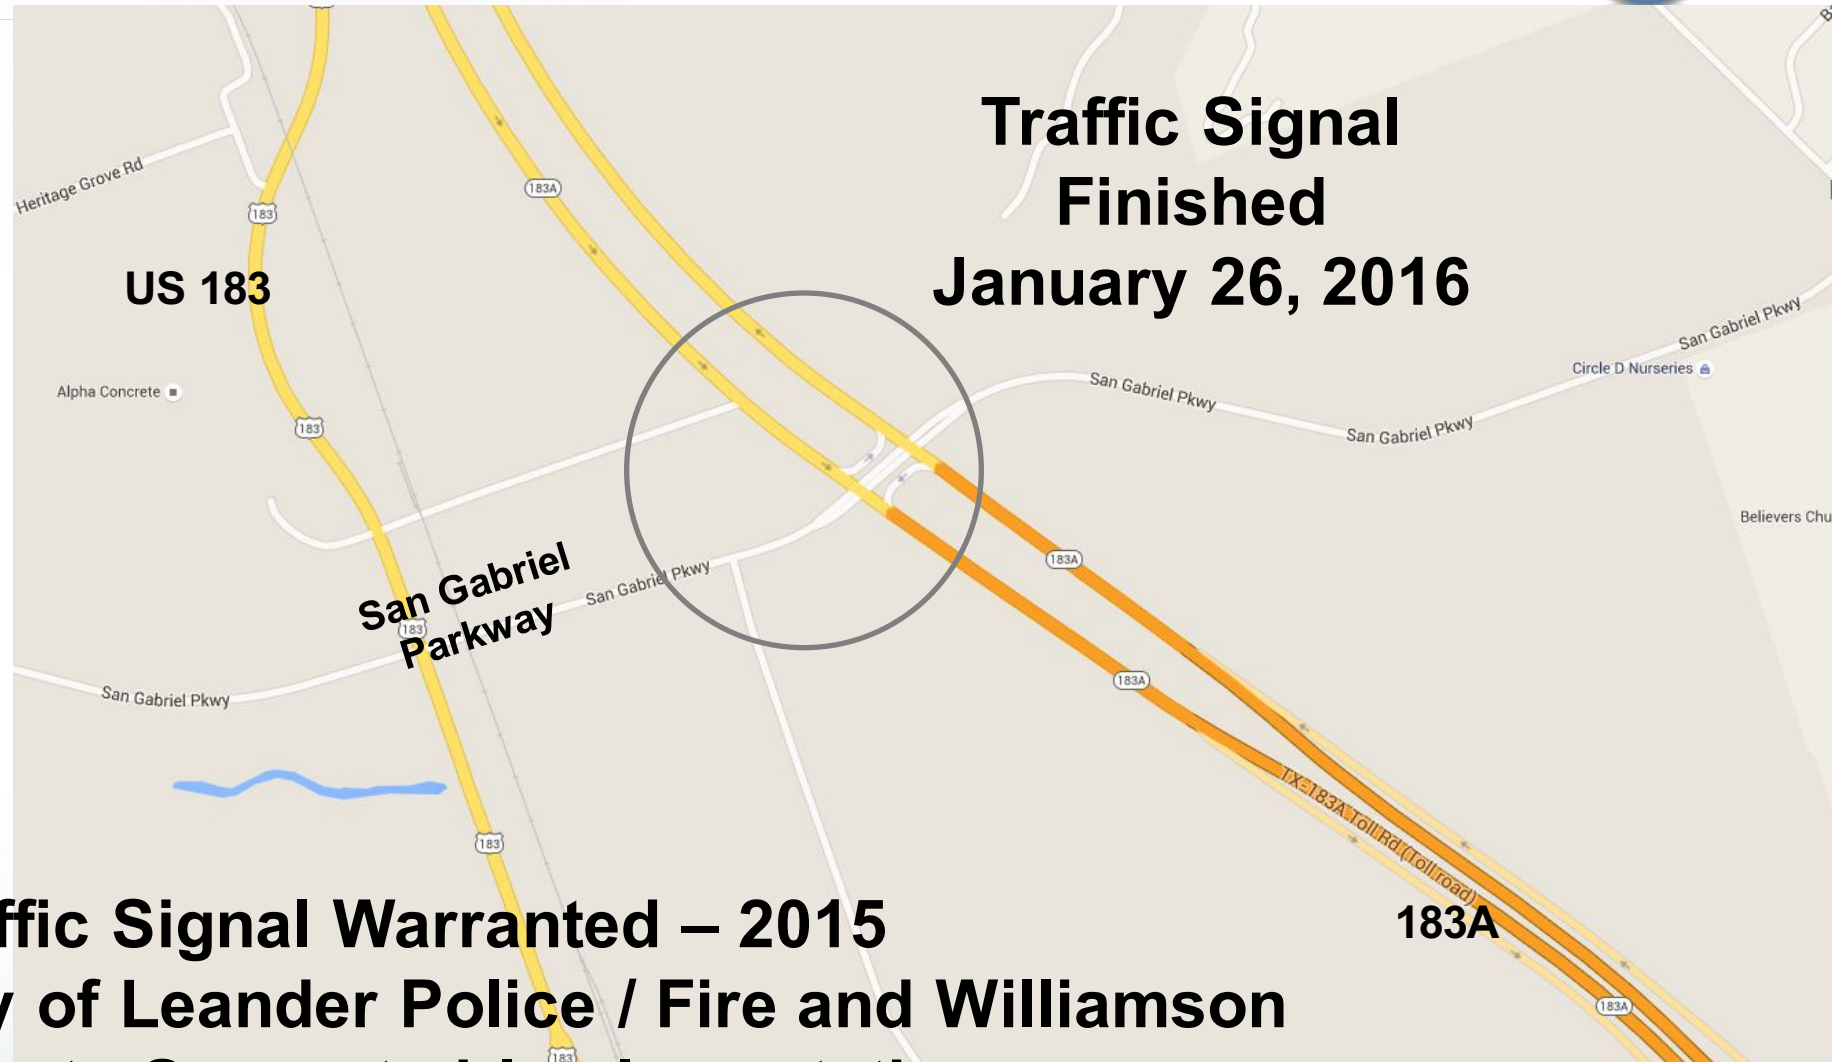 Traffic Signal
Finished
January 26, 2016
Heritage Grove Rd
183A
183
US 183
San Gabriel Pkwy
Circle D Nurseries
San Gabriel Pkwy
Alpha Concrete
San Gabriel Pkwy
183
Believers Chu
183A
San Gabriel
Parkway
San Gabriel Pkwy
183
183A
San Gabriel Pkwy
TX-183A Toll Rd (Toll road)
183
183A
ffic Signal Warranted – 2015
y of Leander Police / Fire and Williamson
183A
183